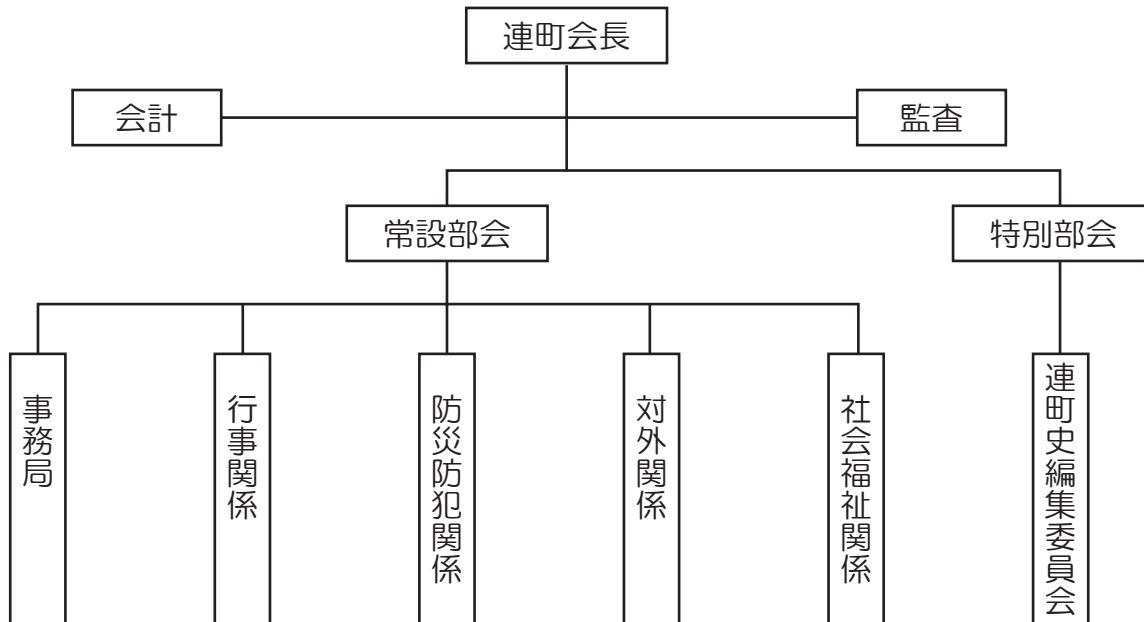 連町会長
会計
監査
常設部会
特別部会
事務局
行事関係
防災防犯関係
対外関係
社会福祉関係
連町史編集委員会